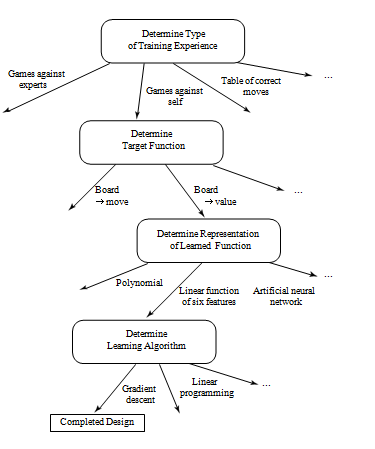 Determine Type
of Training Experience
Games against
experts
Games against
self
Table of correct
moves
...
Determine
Target Function
Board
→ move
Board
→ value
...
Determine Representation
of Learned Function
...
Polynomial
Linear function
of six features
Artificial neural
network
Determine
Learning Algorithm
Gradient
descent
Linear
programming
...
Completed Design